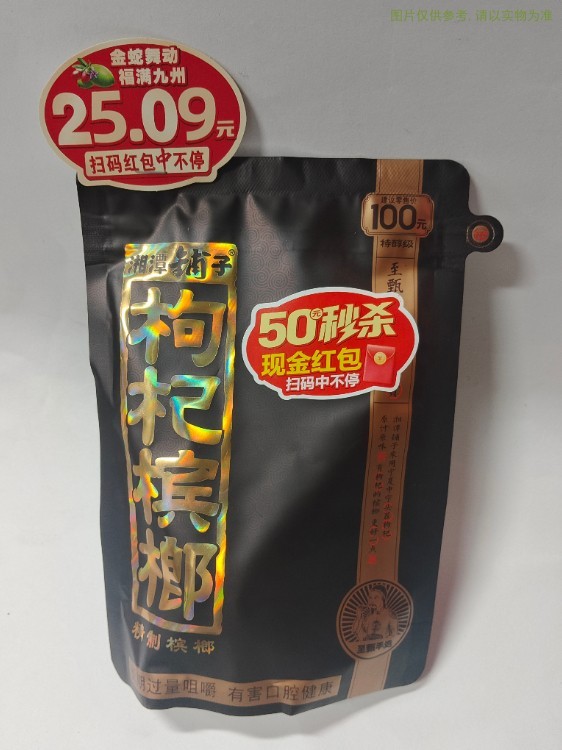 图片仅供参考, 请以实物为准
金蛇舞动
福满九州
25.09元
扫码红包中不停
建议零售价
100元
特醇级
至甄
湘潭铺子®
枸杞槟榔
50元秒杀
现金红包
扫码中不停
特制槟榔
过量咀嚼 有害口腔健康